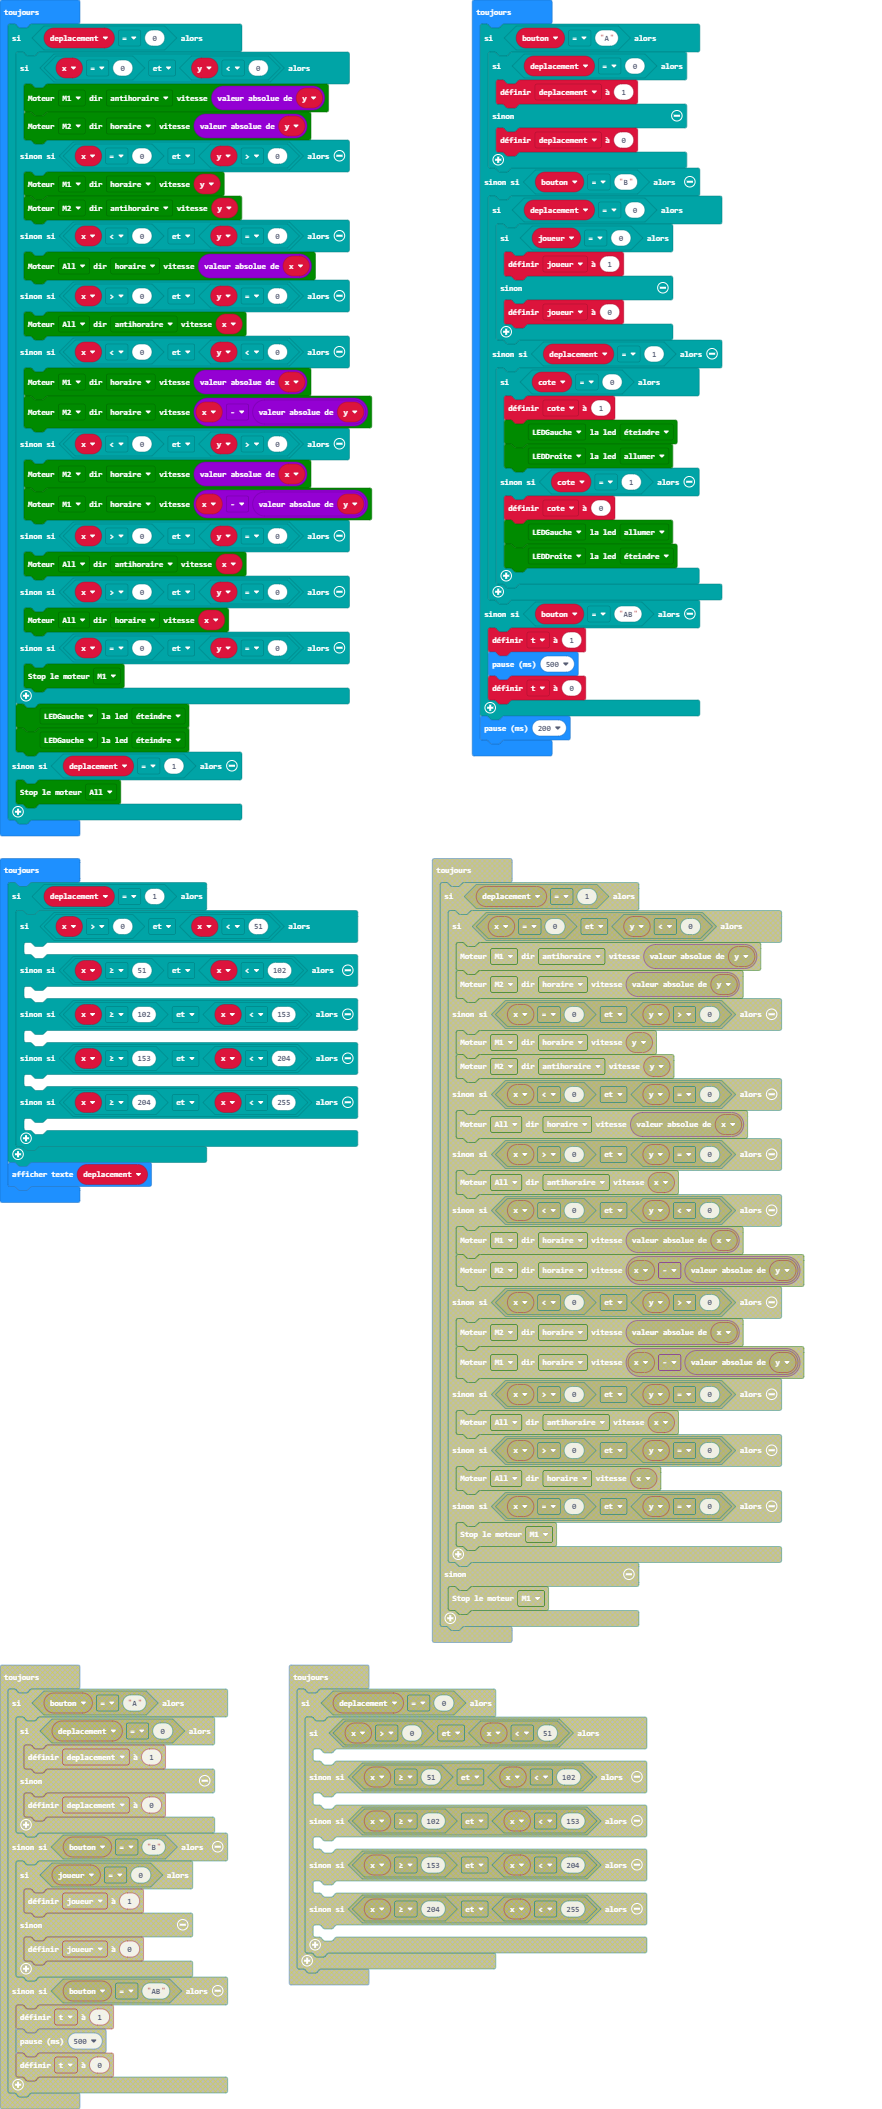 toujours
si deplacement = 0 alors
si x = 0 et y < 0 alors
Moteur M1 dir antihoraire vitesse valeur absolue de y
Moteur M2 dir horaire vitesse valeur absolue de y
sinon si x = 0 et y > 0 alors
Moteur M1 dir horaire vitesse y
Moteur M2 dir antihoraire vitesse y
sinon si x < 0 et y = 0 alors
Moteur All dir horaire vitesse valeur absolue de x
sinon si x > 0 et y = 0 alors
Moteur All dir antihoraire vitesse x
sinon si x < 0 et y < 0 alors
Moteur M1 dir horaire vitesse valeur absolue de x
Moteur M2 dir horaire vitesse x - valeur absolue de y
sinon si x < 0 et y > 0 alors
Moteur M2 dir horaire vitesse valeur absolue de x
Moteur M1 dir horaire vitesse x - valeur absolue de y
sinon si x > 0 et y = 0 alors
Moteur All dir antihoraire vitesse x
sinon si x > 0 et y = 0 alors
Moteur All dir horaire vitesse x
sinon si x = 0 et y = 0 alors
Stop le moteur M1
LEDGauche la led éteindre
LEDGauche la led éteindre
sinon si deplacement = 1 alors
Stop le moteur All
toujours
si bouton = "A" alors
si deplacement = 0 alors
définir deplacement à 1
sinon
définir deplacement à 0
sinon si bouton = "B" alors
si deplacement = 0 alors
si joueur = 0 alors
définir joueur à 1
sinon
définir joueur à 0
sinon si deplacement = 1 alors
si cote = 0 alors
définir cote à 1
LEDGauche la led éteindre
LEDDroite la led allumer
sinon si cote = 1 alors
définir cote à 0
LEDGauche la led allumer
LEDDroite la led éteindre
sinon si bouton = "AB" alors
définir t à 1
pause (ms) 500
définir t à 0
pause (ms) 200
toujours
si deplacement = 1 alors
si x > 0 et x < 51 alors
sinon si x ≥ 51 et x < 102 alors
sinon si x ≥ 102 et x < 153 alors
sinon si x ≥ 153 et x < 204 alors
sinon si x ≥ 204 et x < 255 alors
afficher texte deplacement
toujours
si deplacement = 1 alors
si x = 0 et y < 0 alors
Moteur M1 dir antihoraire vitesse valeur absolue de y
Moteur M2 dir horaire vitesse valeur absolue de y
sinon si x = 0 et y > 0 alors
Moteur M1 dir horaire vitesse y
Moteur M2 dir antihoraire vitesse y
sinon si x < 0 et y = 0 alors
Moteur All dir horaire vitesse valeur absolue de x
sinon si x > 0 et y = 0 alors
Moteur All dir antihoraire vitesse x
sinon si x < 0 et y < 0 alors
Moteur M1 dir horaire vitesse valeur absolue de x
Moteur M2 dir horaire vitesse x - valeur absolue de y
sinon si x < 0 et y > 0 alors
Moteur M2 dir horaire vitesse valeur absolue de x
Moteur M1 dir horaire vitesse x - valeur absolue de y
sinon si x > 0 et y = 0 alors
Moteur All dir antihoraire vitesse x
sinon si x > 0 et y = 0 alors
Moteur All dir horaire vitesse x
sinon si x = 0 et y = 0 alors
Stop le moteur M1
sinon
Stop le moteur M1
toujours
si bouton = "A" alors
si deplacement = 0 alors
définir deplacement à 1
sinon
définir deplacement à 0
sinon si bouton = "B" alors
si joueur = 0 alors
définir joueur à 1
sinon
définir joueur à 0
sinon si bouton = "AB" alors
définir t à 1
pause (ms) 500
définir t à 0
toujours
si deplacement = 0 alors
si x > 0 et x < 51 alors
sinon si x ≥ 51 et x < 102 alors
sinon si x ≥ 102 et x < 153 alors
sinon si x ≥ 153 et x < 204 alors
sinon si x ≥ 204 et x < 255 alors